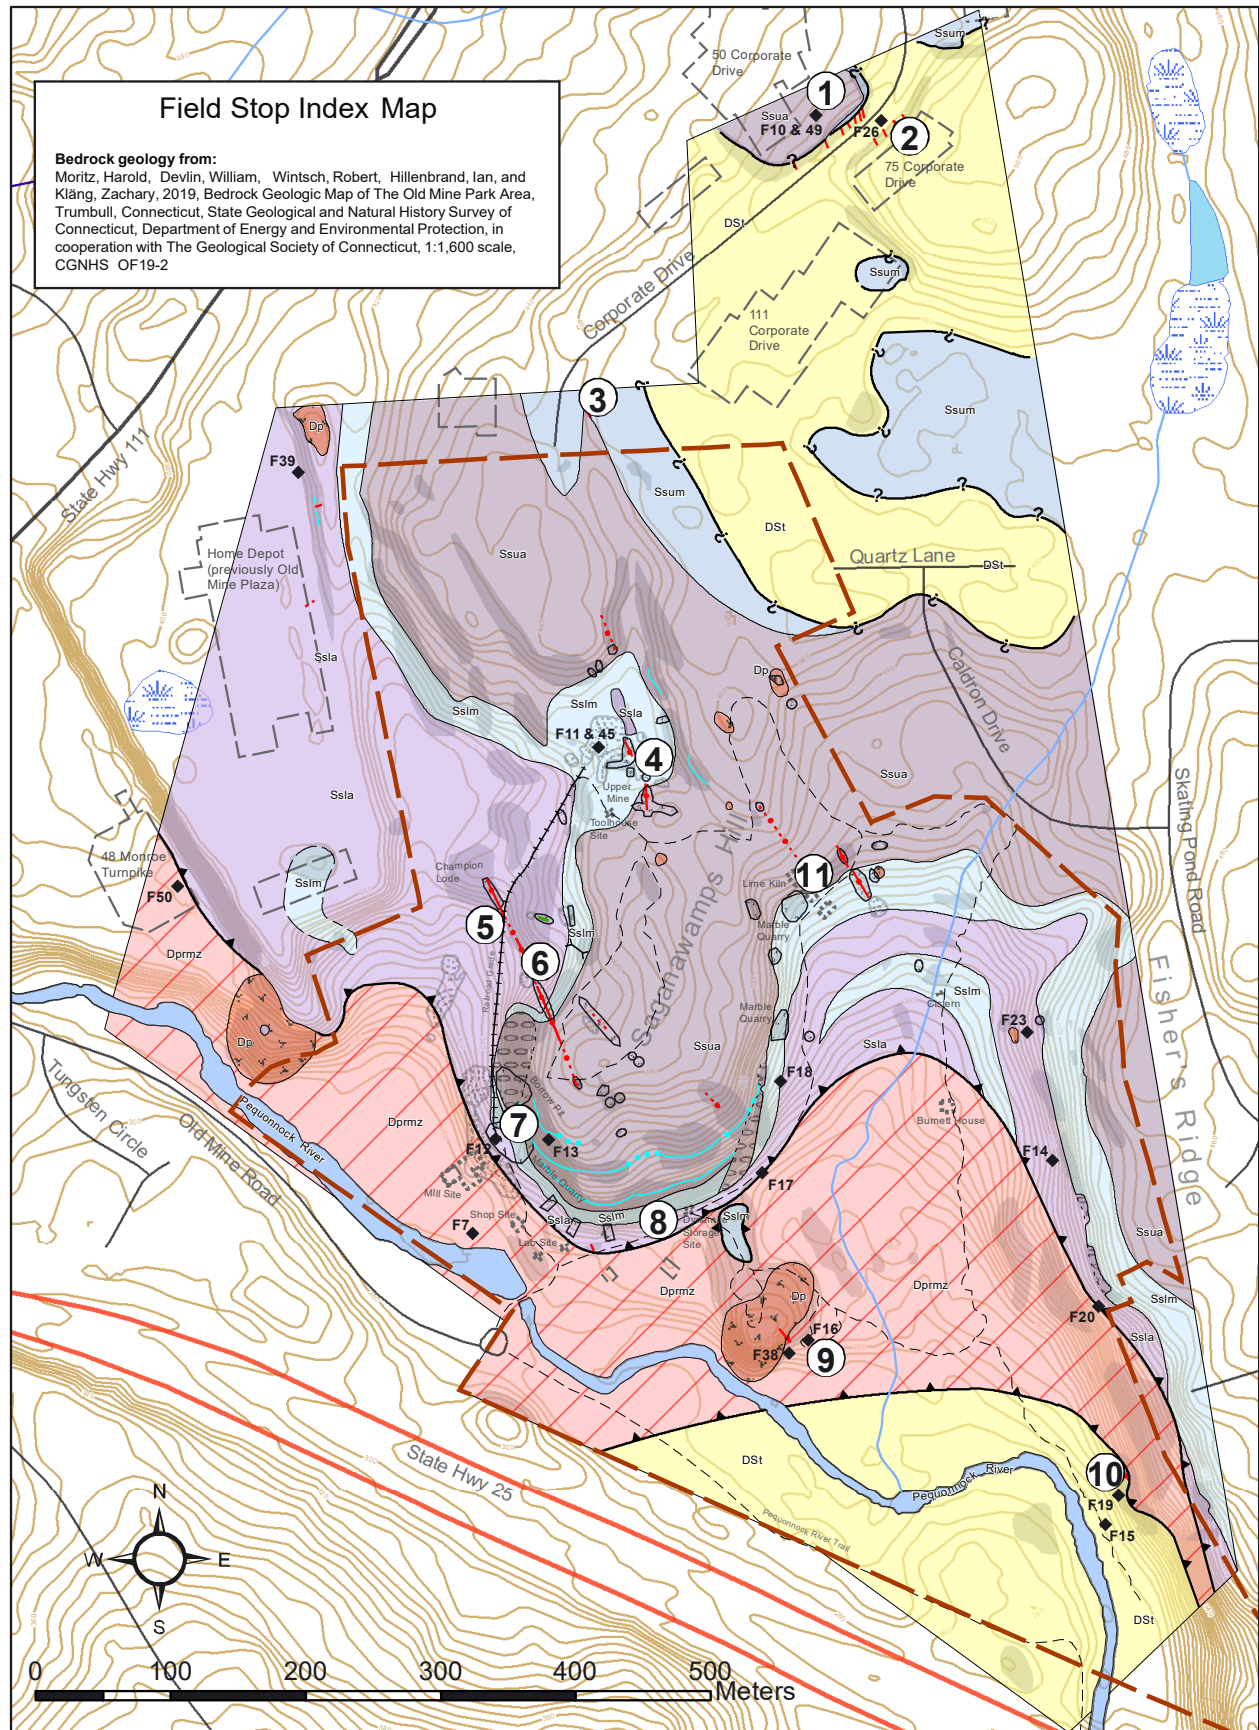 Field Stop Index Map
Bedrock geology from:
Moritz, Harold, Devlin, William, Wintsch, Robert, Hillenbrand, Ian, and
Kläng, Zachary, 2019, Bedrock Geologic Map of The Old Mine Park Area,
Trumbull, Connecticut, State Geological and Natural History Survey of
Connecticut, Department of Energy and Environmental Protection, in
cooperation with The Geological Society of Connecticut, 1:1,600 scale,
CGNHS OF19-2
Ssum
50 Corporate
Drive
1
Ssua
F10 & 49
F26
2
75 Corporate
Drive
DSt
Ssum
Corporate Drive
111
Corporate
Drive
3
Ssum
Dp
F39
State Hwy 111
Ssum
DSt
Ssua
Home Depot
(previously Old
Mine Plaza)
Quartz Lane
DSt
Ssla
Caldron Drive
Dp
Sslm
Sslm
Ssla
F11 & 45
4
Upper
Mine
Toolhouse
Site
Ssua
Ssla
Skating Pond Road
48 Monroe
Turnpike
F50
Sslm
Champion
Lode
Saganawamps Hill
11
Lime Kiln
Marble
Quarry
5
Sslm
6
Railroad Grade
Dprmz
Fisher's Ridge
Sslm
Cistern
Marble
Quarry
F23
Dp
Ssua
Ssla
F18
Borrow Pit
Tungsten Circle
Old Mine Road
Pequonnock River
Dprmz
7
F12
F13
Burnett House
F14
Marble Quarry
Mill Site
F17
Shop Site
F7
Ssla
Sslm
8
Sslm
Dynamite
Storage
Site
Lab Site
Ssua
Dprmz
Dp
Dprmz
Sslm
F20
Ssla
F16
F38
9
State Hwy 25
DSt
Pequonnock River
10
F19
F15
Pequonnock River Trail
DSt
N
W
E
S
0
100
200
300
400
500
Meters